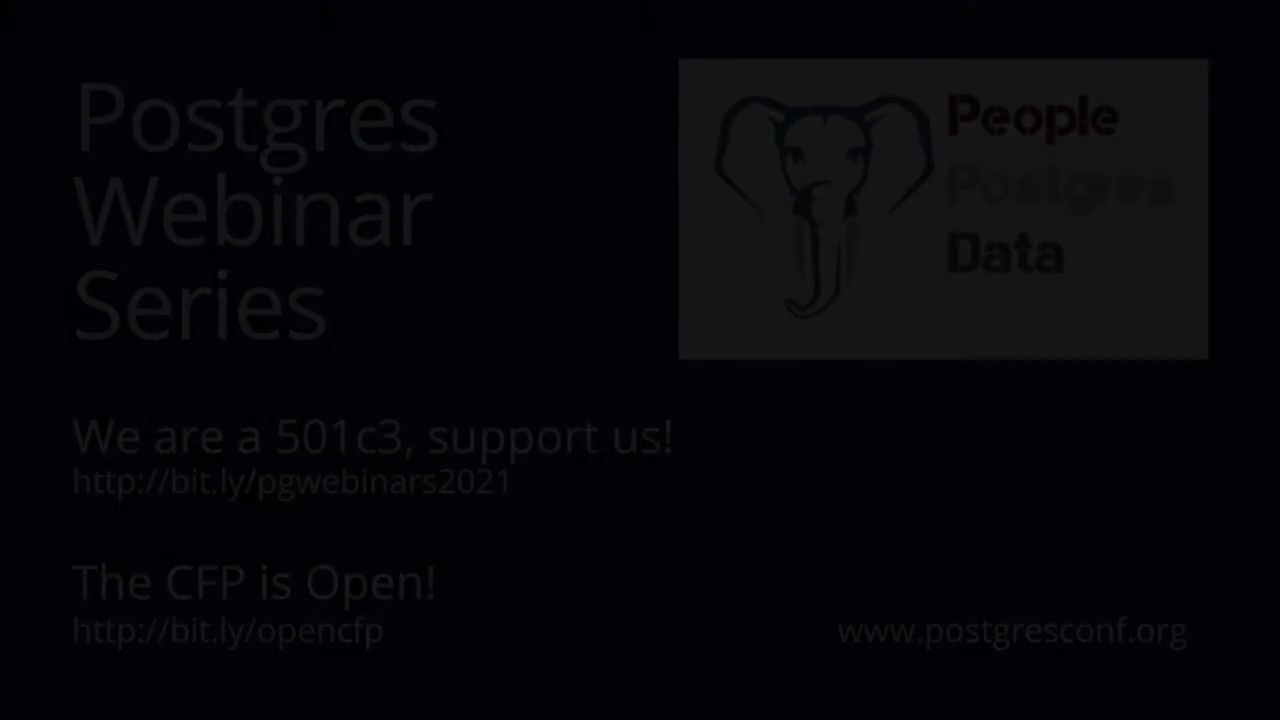 Postgres
Webinar
Series
People
Postgres
Data
We are a 501c3, support us!
http://bit.ly/pgwebinars2021
The CFP is Open!
http://bit.ly/opencfp
www.postgresconf.org